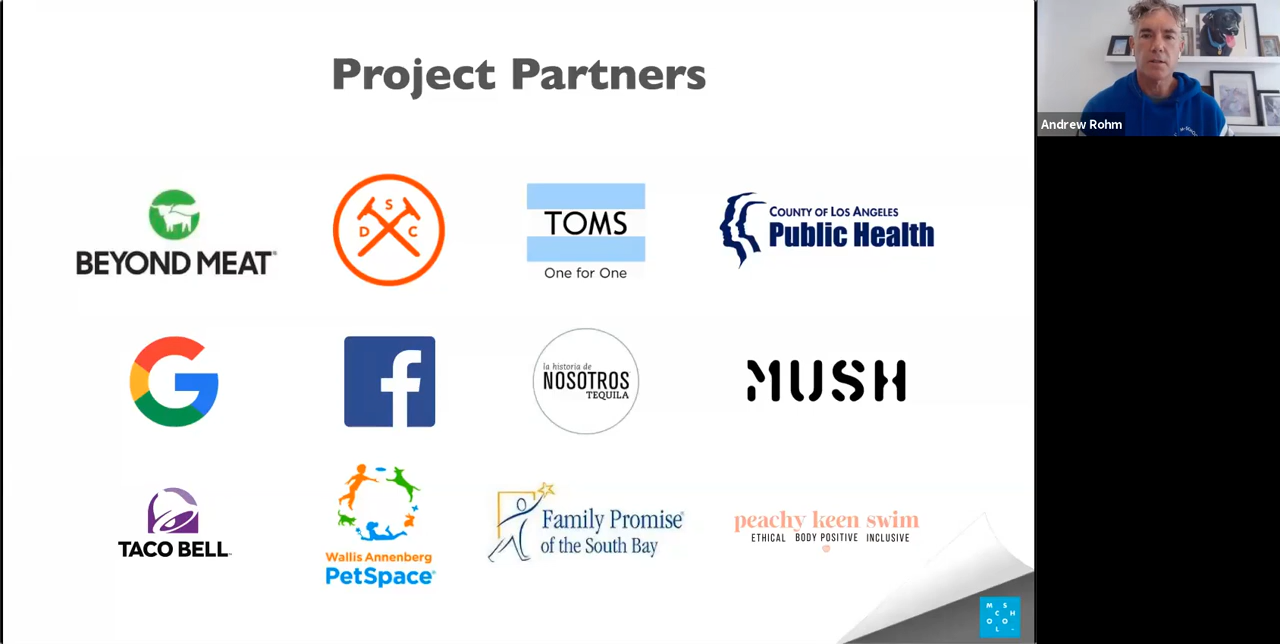 Project Partners
Andrew Rohm
BEYOND MEAT®
S
D C
TOMS
One for One
COUNTY OF LOS ANGELES
Public Health
G
f
la historia de
NOSOTROS
TEQUILA
MUSH
TACO BELL™
Wallis Annenberg
PetSpace®
Family Promise®
of the South Bay
peachy keen swim
ETHICAL BODY POSITIVE INCLUSIVE
M S
C H
O O
L